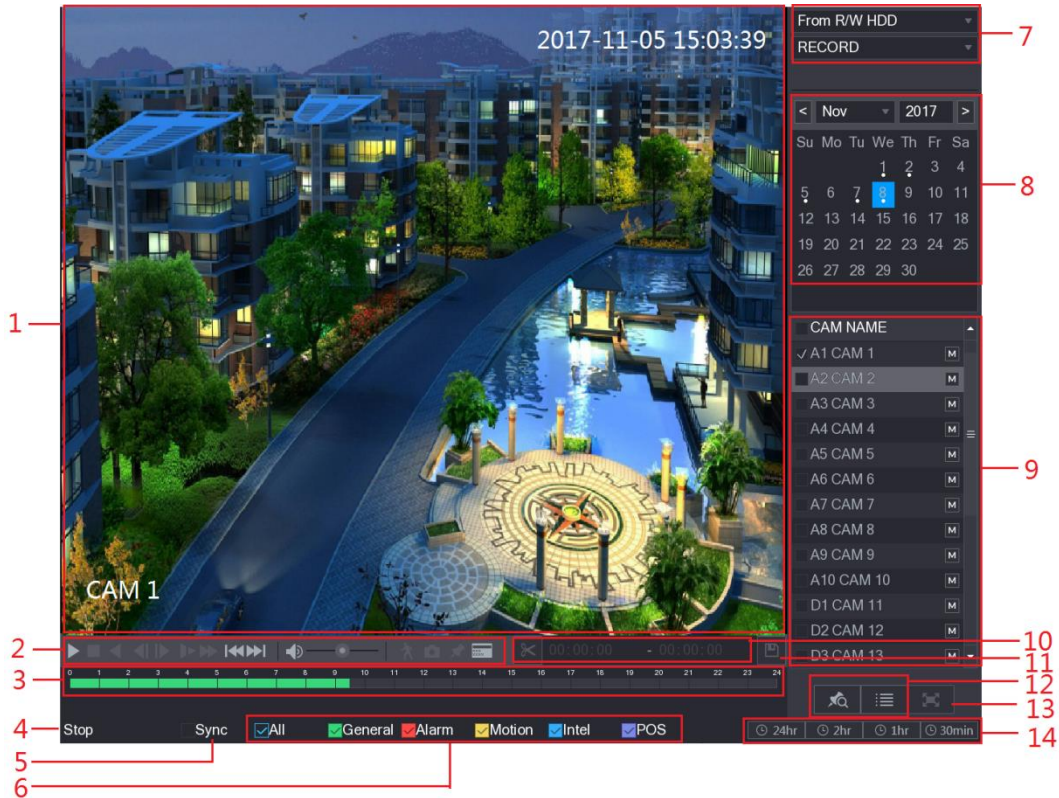 2017-11-05 15:03:39
CAM 1
From R/W HDD
RECORD
7
< Nov 2017 >
Su Mo Tu We Th Fr Sa
1 2 3 4
5 6 7 8 9 10 11
12 13 14 15 16 17 18
19 20 21 22 23 24 25
26 27 28 29 30
8
1
CAM NAME
A1 CAM 1 M
A2 CAM 2 M
A3 CAM 3 M
A4 CAM 4 M
A5 CAM 5 M
A6 CAM 6 M
A7 CAM 7 M
A8 CAM 8 M
A9 CAM 9 M
A10 CAM 10 M
D1 CAM 11 M
D2 CAM 12 M
D3 CAM 13 M
9
2
00:00:00 - 00:00:00
10
11
3
0 1 2 3 4 5 6 7 8 9 10 11 12 13 14 15 16 17 18 19 20 21 22 23 24
12
13
4
Stop
Sync
All
General
Alarm
Motion
Intel
POS
24hr
2hr
1hr
30min
14
5
6